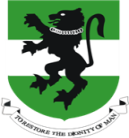 TO RESTORE THE DIGNITY OF MAN